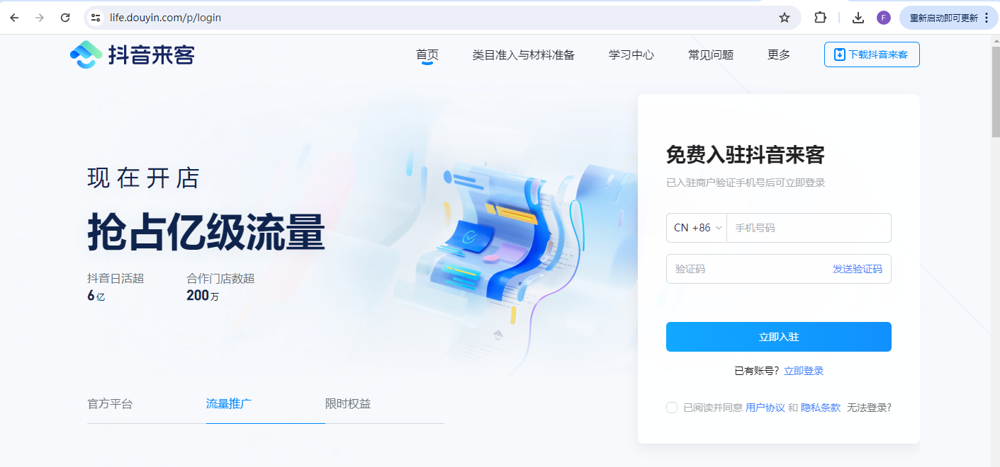 life.douyin.com/p/login
F
重新启动即可更新
抖音来客
首页
类目准入与材料准备
学习中心
常见问题
更多
下载抖音来客
现在开店
抢占亿级流量
抖音日活超
6亿
合作门店数超
200万
官方平台
流量推广
限时权益
免费入驻抖音来客
已入驻商户验证手机号后可立即登录
CN +86
手机号码
验证码
发送验证码
立即入驻
已有账号? 立即登录
已阅读并同意 用户协议 和 隐私条款 无法登录?